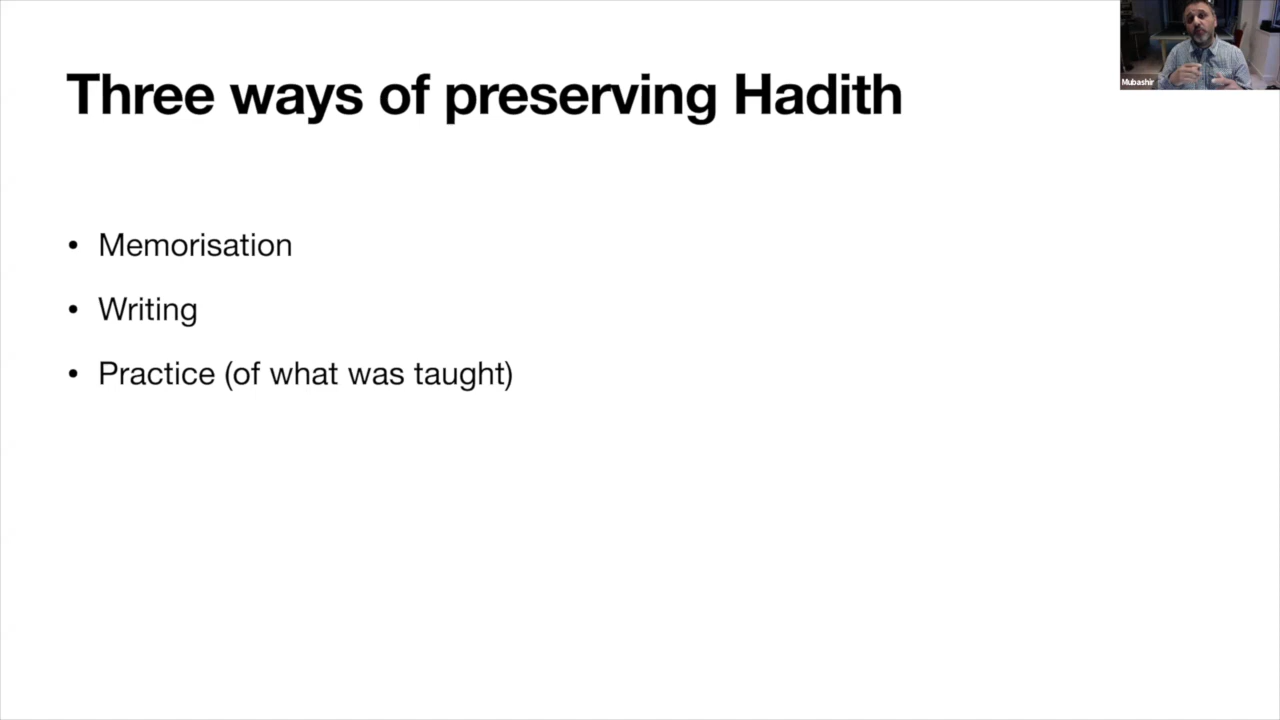 Three ways of preserving Hadith
Mubashir
• Memorisation
• Writing
• Practice (of what was taught)